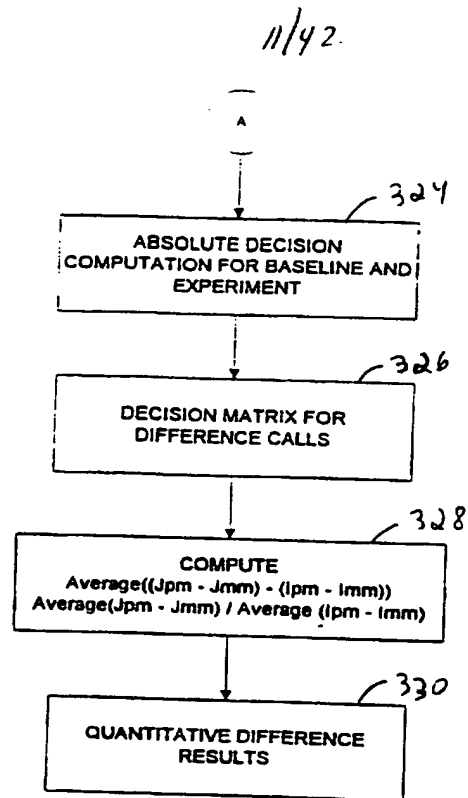 11/42.
A
324
ABSOLUTE DECISION
COMPUTATION FOR BASELINE AND
EXPERIMENT
326
DECISION MATRIX FOR
DIFFERENCE CALLS
328
COMPUTE
Average((Jpm - Jmm) - (Ipm - Imm))
Average(Jpm - Jmm) / Average (Ipm - Imm)
330
QUANTITATIVE DIFFERENCE
RESULTS